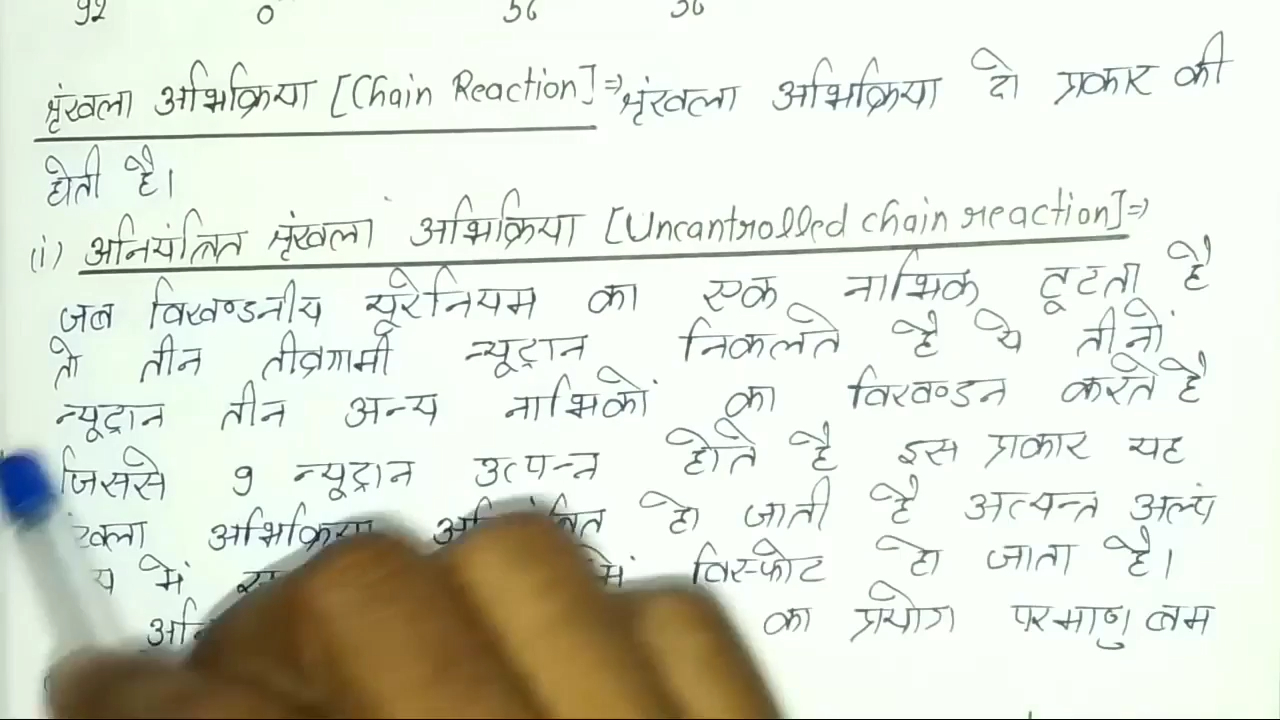 92 0 56 36
शृंखला अभिक्रिया [Chain Reaction]⇒ शृंखला अभिक्रिया दो प्रकार की
होती है।
(i) अनियंत्रित शृंखला अभिक्रिया [Uncantrolled chain reaction]⇒
जब विखण्डनीय यूरेनियम का एक नाभिक टूटता है
तो तीन तीव्रगामी न्यूट्रान निकलते है ये तीनों
न्यूट्रान तीन अन्य नाभिकों का विखण्डन करते है
जिससे 9 न्यूट्रान उत्पन्न होते है इस प्रकार यह
अभिक्रिया हो जाती है अत्यन्त अल्प
में विस्फोट हो जाता है।
का प्रयोग परमाणु बम